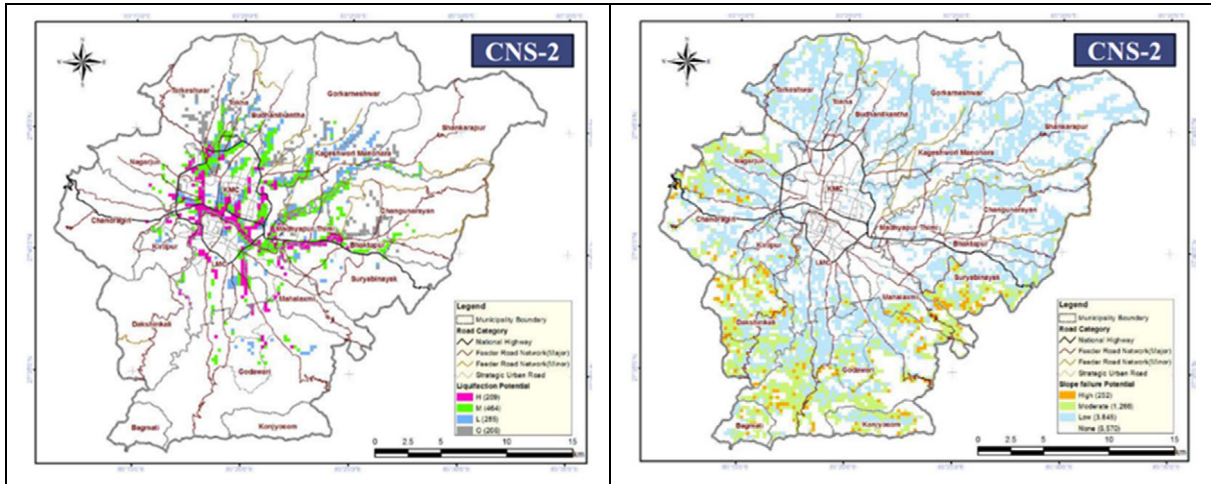 CNS-2
Tarkeshwar
Tokha
Gorkarneshwar
Budhanilkantha
Shankarapur
Kageshwori Manohara
Nagarjun
KMC
Changunarayan
Chandragiri
Madhyapur Thimi
Kirtipur
Bhaktapur
LMC
Suryabinayak
Mahalaxmi
Dakshinkali
Godawari
Bagmati
Konjyosom
Legend
Municipality Boundary
Road Category
National Highway
Feeder Road Network(Major)
Feeder Road Network(Minor)
Strategic Urban Road
Liquifaction Potential
H (209)
M (464)
L (285)
0 2.5 5 10 15
km
CNS-2
Tarkeshwar
Tokha
Gorkarneshwar
Budhanilkantha
Shankarapur
Kageshwori Manohara
Nagarjun
KMC
Changunarayan
Chandragiri
Madhyapur Thimi
Kirtipur
Bhaktapur
LMC
Suryabinayak
Mahalaxmi
Dakshinkali
Godawari
Bagmati
Konjyosom
Legend
Municipality Boundary
Road Category
National Highway
Feeder Road Network(Major)
Feeder Road Network(Minor)
Strategic Urban Road
Slope failure Potential
High (202)
Moderate (1,266)
Low (3,845)
None
0 2.5 5 10 15
km